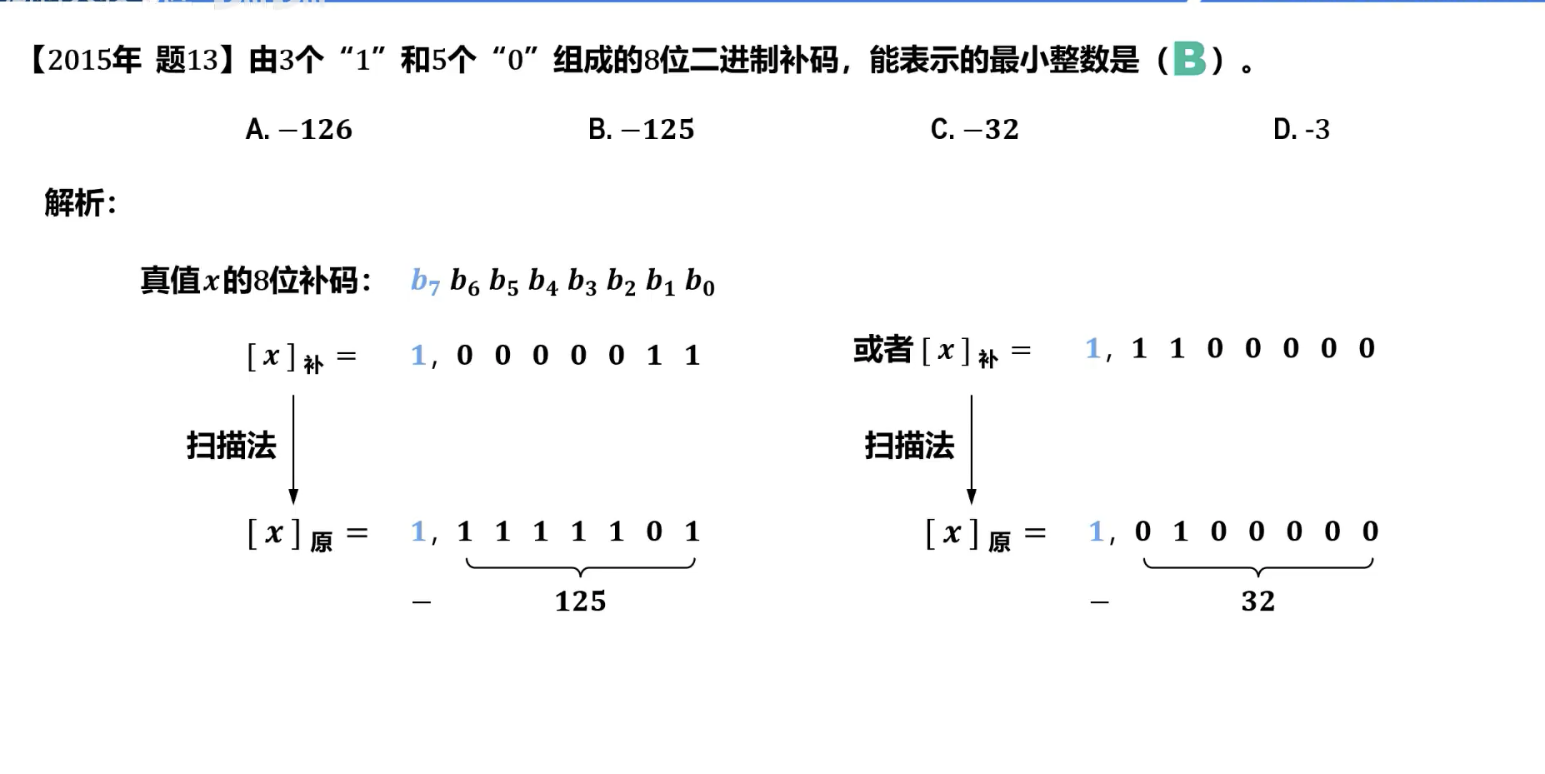 【2015年 题13】由3个“1”和5个“0”组成的8位二进制补码，能表示的最小整数是（B）。
A. −126 B. −125 C. −32 D. -3
解析：
真值x的8位补码： b₇ b₆ b₅ b₄ b₃ b₂ b₁ b₀
[x]补 = 1, 0 0 0 0 0 1 1 或者[x]补 = 1, 1 1 0 0 0 0 0
扫描法 扫描法
[x]原 = 1, 1 1 1 1 1 0 1 [x]原 = 1, 0 1 0 0 0 0 0
− 125 − 32